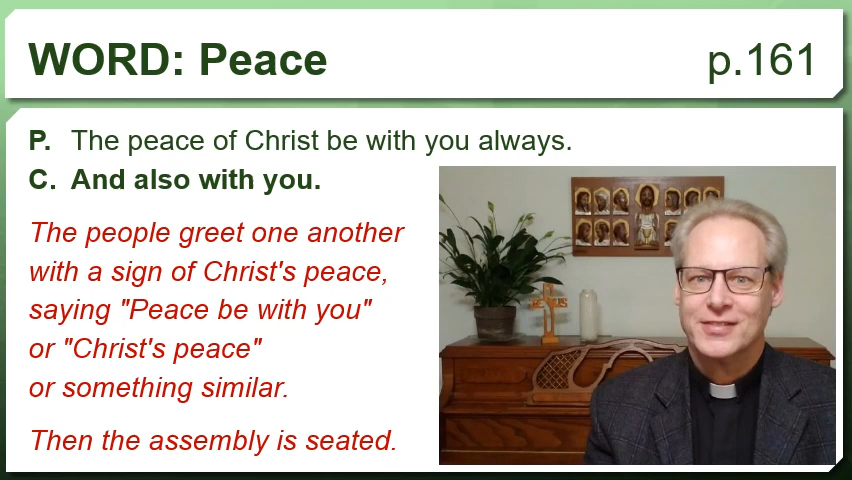 WORD: Peace p.161
P. The peace of Christ be with you always.
C. And also with you.
The people greet one another
with a sign of Christ's peace,
saying "Peace be with you"
or "Christ's peace"
or something similar.
Then the assembly is seated.
JESUS